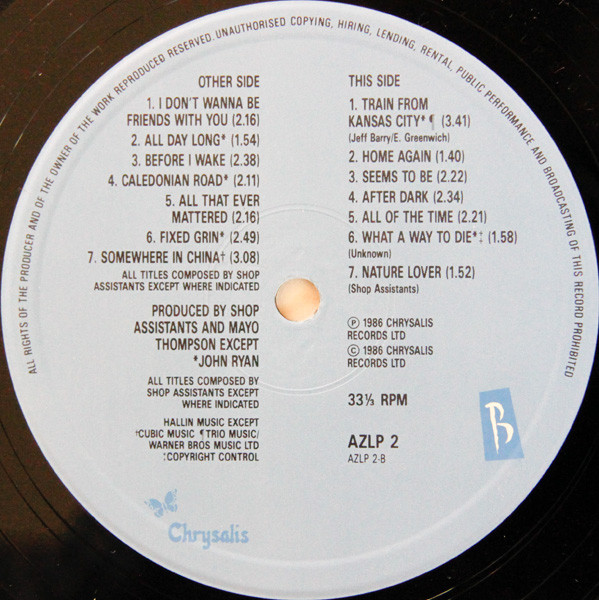 ALL RIGHTS OF THE PRODUCER AND OF THE OWNER OF THE WORK REPRODUCED RESERVED. UNAUTHORISED COPYING, HIRING, LENDING, RENTAL, PUBLIC PERFORMANCE AND BROADCASTING OF THIS RECORD PROHIBITED
OTHER SIDE
1. I DON'T WANNA BE
FRIENDS WITH YOU (2.16)
2. ALL DAY LONG* (1.54)
3. BEFORE I WAKE (2.38)
4. CALEDONIAN ROAD* (2.11)
5. ALL THAT EVER
MATTERED (2.16)
6. FIXED GRIN* (2.49)
7. SOMEWHERE IN CHINA† (3.08)
ALL TITLES COMPOSED BY SHOP
ASSISTANTS EXCEPT WHERE INDICATED
PRODUCED BY SHOP
ASSISTANTS AND MAYO
THOMPSON EXCEPT
*JOHN RYAN
ALL TITLES COMPOSED BY
SHOP ASSISTANTS EXCEPT
WHERE INDICATED
HALLIN MUSIC EXCEPT
†CUBIC MUSIC ¶TRIO MUSIC/
WARNER BROS MUSIC LTD
‡COPYRIGHT CONTROL
THIS SIDE
1. TRAIN FROM
KANSAS CITY*¶ (3.41)
(Jeff Barry/E. Greenwich)
2. HOME AGAIN (1.40)
3. SEEMS TO BE (2.22)
4. AFTER DARK (2.34)
5. ALL OF THE TIME (2.21)
6. WHAT A WAY TO DIE*‡ (1.58)
(Unknown)
7. NATURE LOVER (1.52)
(Shop Assistants)
℗ 1986 CHRYSALIS
RECORDS LTD
© 1986 CHRYSALIS
RECORDS LTD
33⅓ RPM
AZLP 2
AZLP 2-B
B
Chrysalis